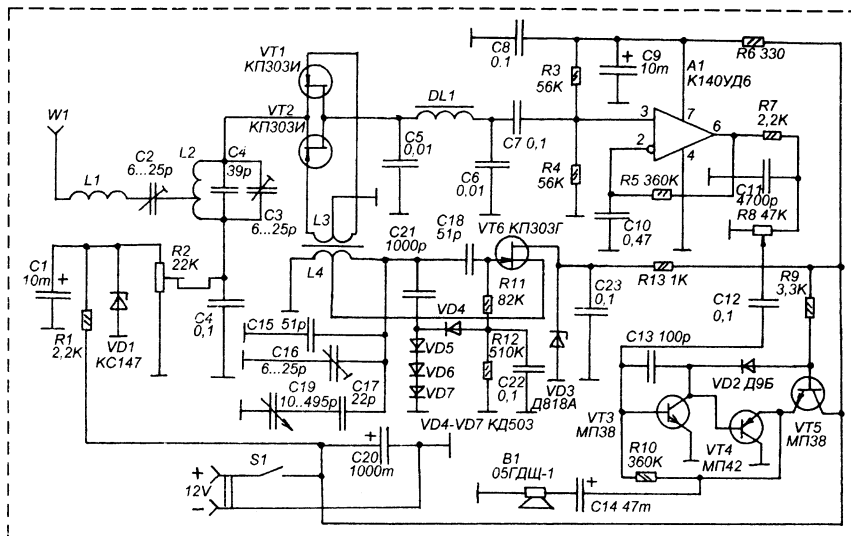 VT1
КП303И
VT2
КП303И
W1
C2
6...25p
L1
L2
C4
39p
C3
6...25p
L3
L4
DL1
C5
0,01
C6
0,01
C7 0,1
C8
0.1
R3
56K
R4
56K
C9
10m
+
A1
К140УД6
R6 330
3
2
7
4
6
R7
2,2K
R5 360K
C10
0,47
C11
4700p
R8 47K
C1
10m
+
R1
2,2K
VD1
КС147
R2
22K
C4
0,1
C21
1000p
C18
51p
VT6 КП303Г
R11
82K
VD4
VD5
VD6
VD7
R12
510K
C22
0,1
VD4-VD7 КД503
C15 51p
C16
6...25p
C19
10...495p
C17
22p
C23
0,1
VD3
Д818А
R13 1K
R9
3,3K
C12
0,1
C13 100p
VD2 Д9Б
VT3
МП38
VT4
МП42
VT5
МП38
R10
360K
+
C20
1000m
S1
+
12V
−
B1
05ГДШ-1
+
C14 47m